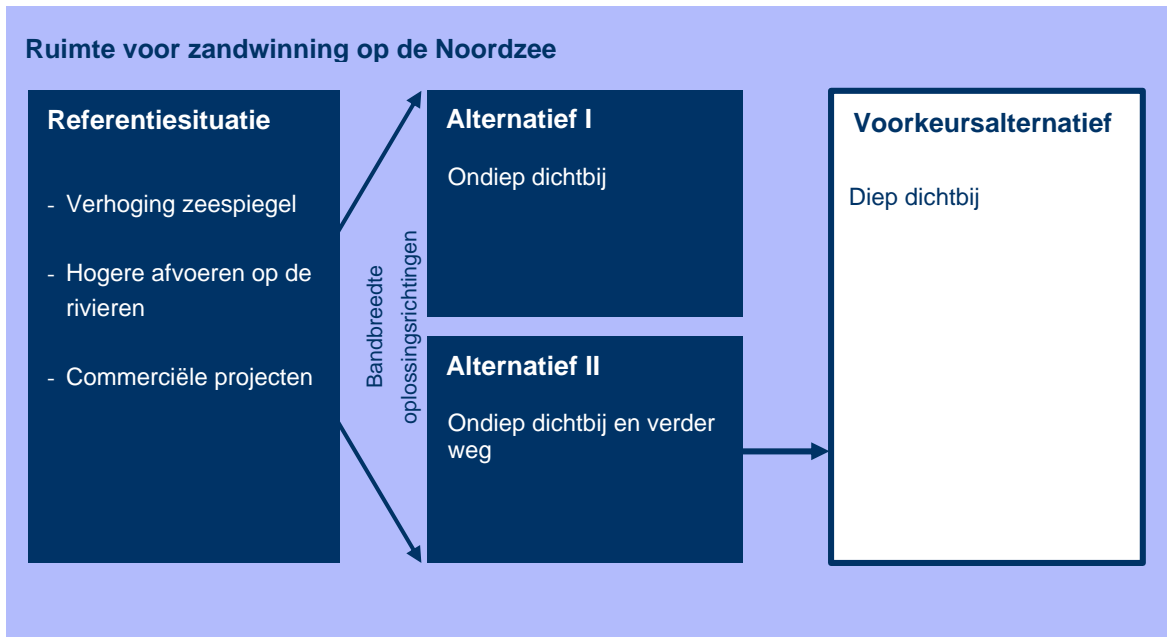 Ruimte voor zandwinning op de Noordzee
Referentiesituatie
- Verhoging zeespiegel
- Hogere afvoeren op de
rivieren
- Commerciële projecten
Bandbreedte
oplossingsrichtingen
Alternatief I
Ondiep dichtbij
Alternatief II
Ondiep dichtbij en verder
weg
Voorkeursalternatief
Diep dichtbij